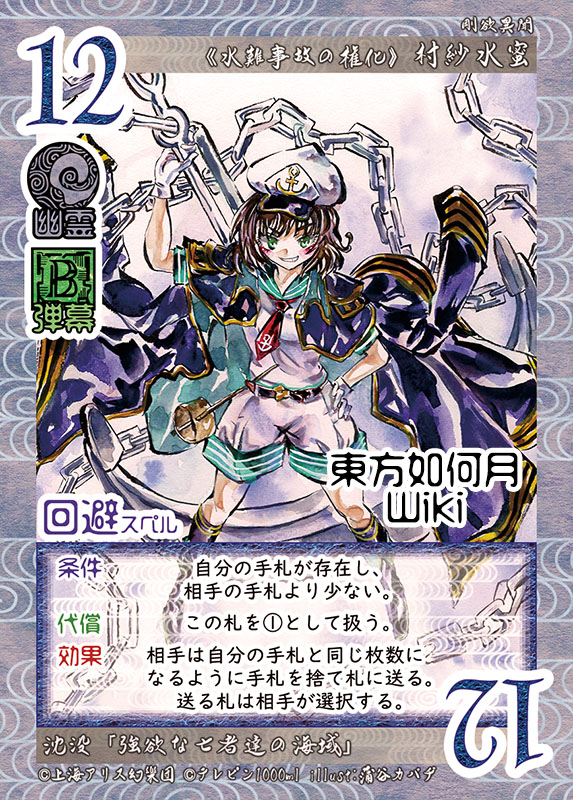 剛欲異聞
12
《水難事故の権化》 村紗水蜜
幽霊
B
弾幕
東方如何月
Wiki
回避スペル
条件
自分の手札が存在し、
相手の手札より少ない。
代償
この札を①として扱う。
効果
相手は自分の手札と同じ枚数に
なるように手札を捨て札に送る。
送る札は相手が選択する。
12
沈没 「強欲な亡者達の海域」
©上海アリス幻樂団 ©テレピン1000ml illust:蒲谷カバヂ